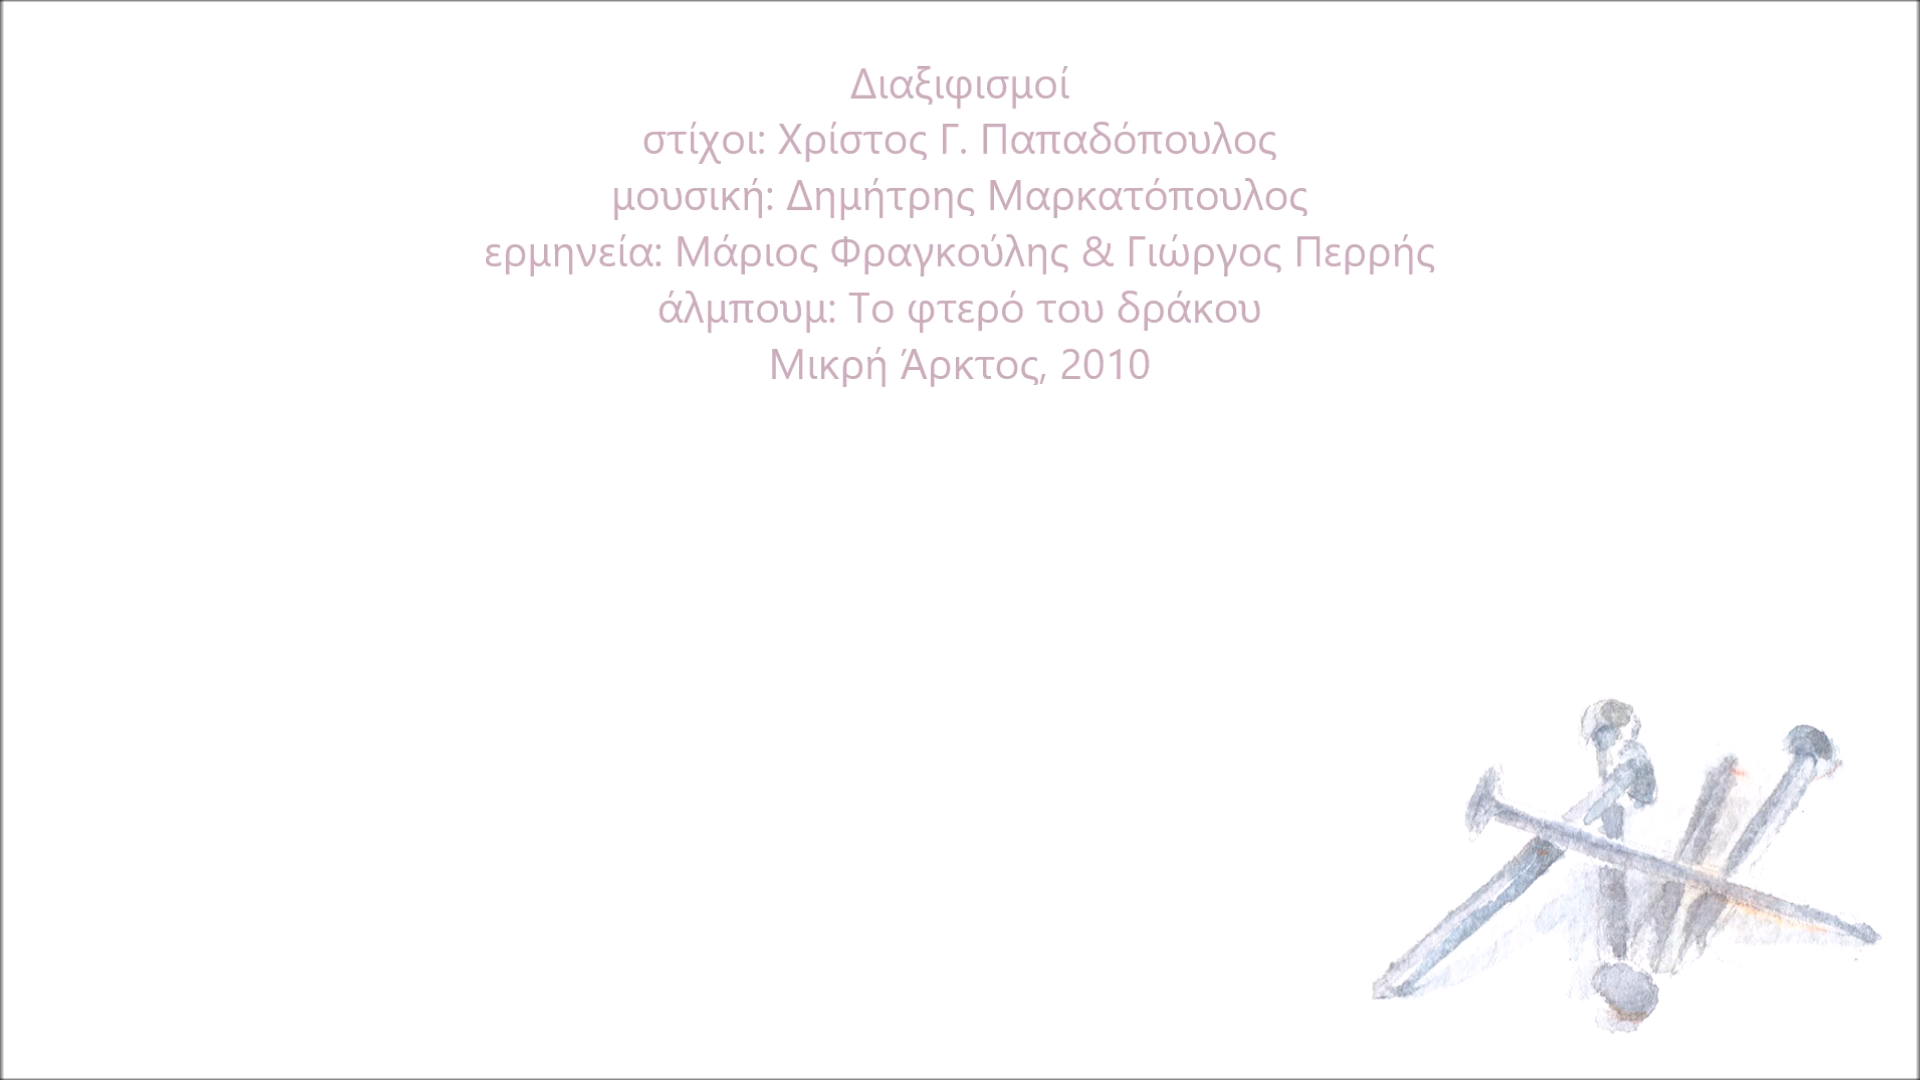 Διαξιφισμοί
στίχοι: Χρίστος Γ. Παπαδόπουλος
μουσική: Δημήτρης Μαρκατόπουλος
ερμηνεία: Μάριος Φραγκούλης & Γιώργος Περρής
άλμπουμ: Το φτερό του δράκου
Μικρή Άρκτος, 2010